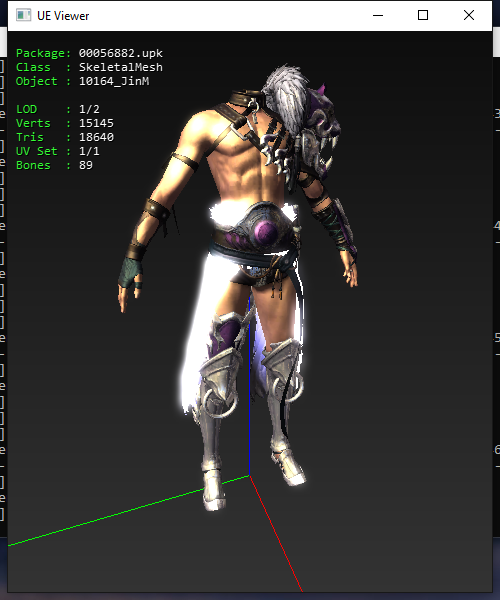 UE Viewer
Package: 00056882.upk
Class : SkeletalMesh
Object : 10164_JinM
LOD : 1/2
Verts : 15145
Tris : 18640
UV Set : 1/1
Bones : 89